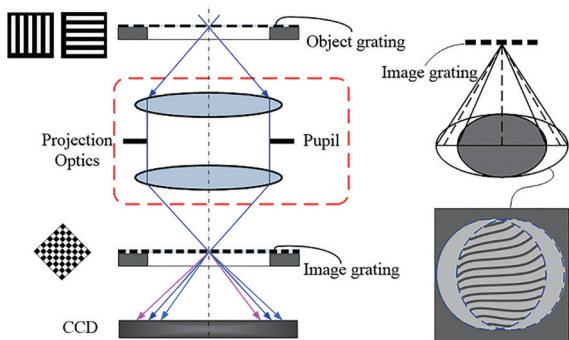 Object grating
Projection
Optics
Pupil
Image grating
CCD
Image grating